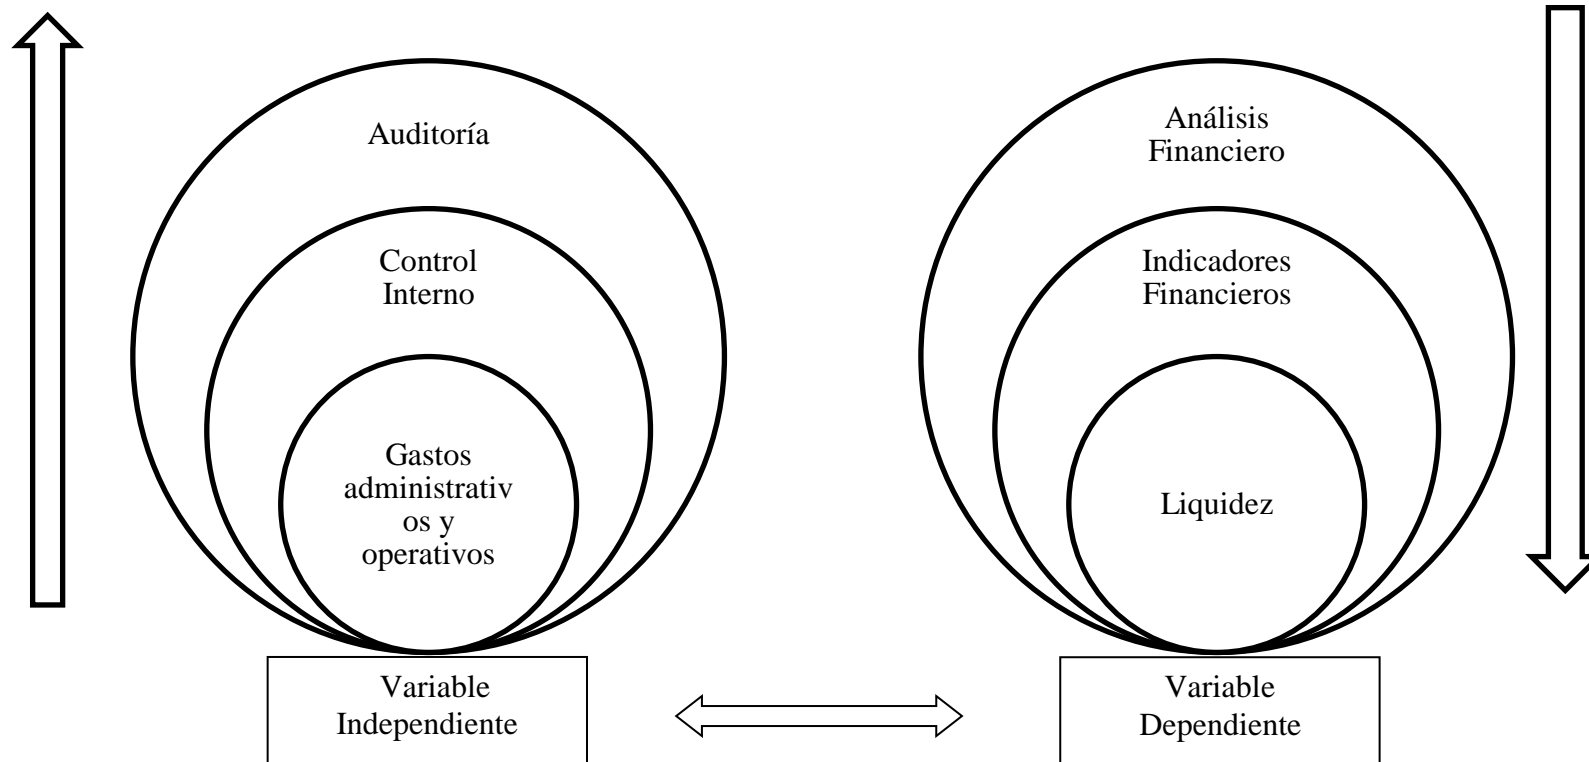 Auditoría
Control
Interno
Gastos
administrativ
os y
operativos
Variable
Independiente
Análisis
Financiero
Indicadores
Financieros
Liquidez
Variable
Dependiente